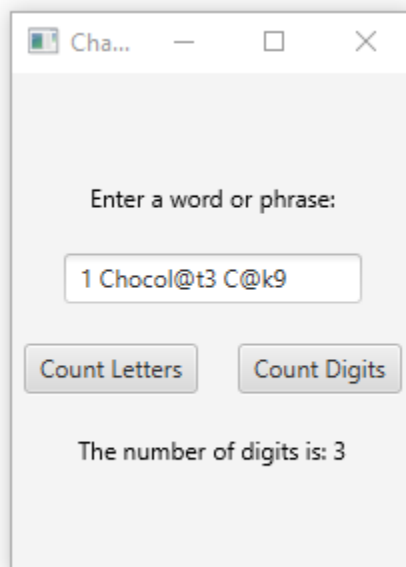 Cha...
Enter a word or phrase:
1 Chocol@t3 C@k9
Count Letters Count Digits
The number of digits is: 3